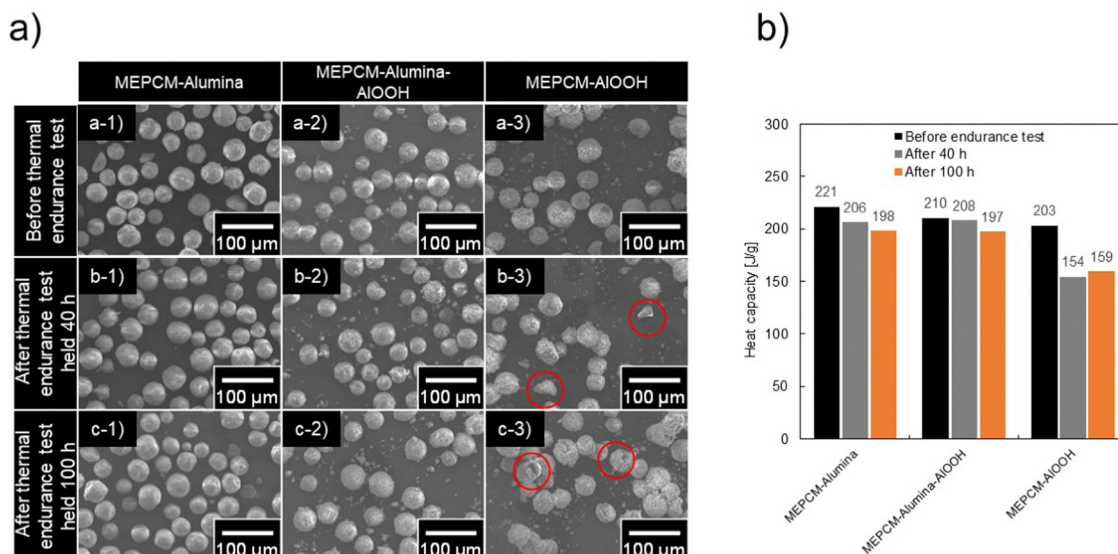 a)
MEPCM-Alumina
MEPCM-Alumina-
AlOOH
MEPCM-AlOOH
Before thermal
endurance test
a-1)
100 µm
a-2)
100 µm
a-3)
100 µm
After thermal
endurance test
held 40 h
b-1)
100 µm
b-2)
100 µm
b-3)
100 µm
After thermal
endurance test
held 100 h
c-1)
100 µm
c-2)
100 µm
c-3)
100 µm
b)
Heat capacity [J/g]
300
250
200
150
100
50
0
Before endurance test
After 40 h
After 100 h
221
206
198
210
208
197
203
154
159
MEPCM-Alumina
MEPCM-Alumina-AlOOH
MEPCM-AlOOH